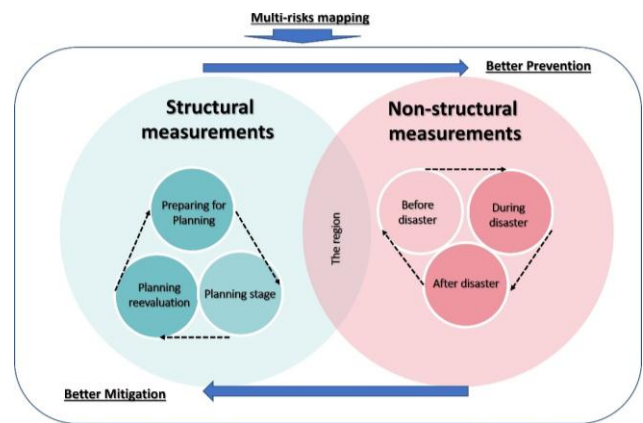 Multi-risks mapping
Better Prevention
Structural
measurements
Non-structural
measurements
Preparing for
Planning
Planning
reevaluation
Planning stage
The region
Before
disaster
During
disaster
After disaster
Better Mitigation